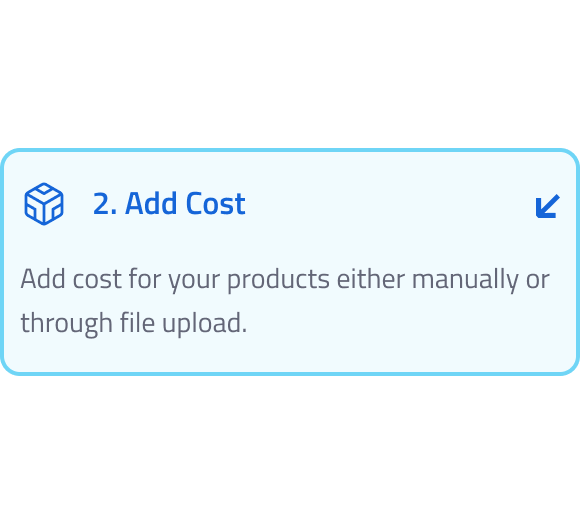 2. Add Cost
Add cost for your products either manually or
through file upload.